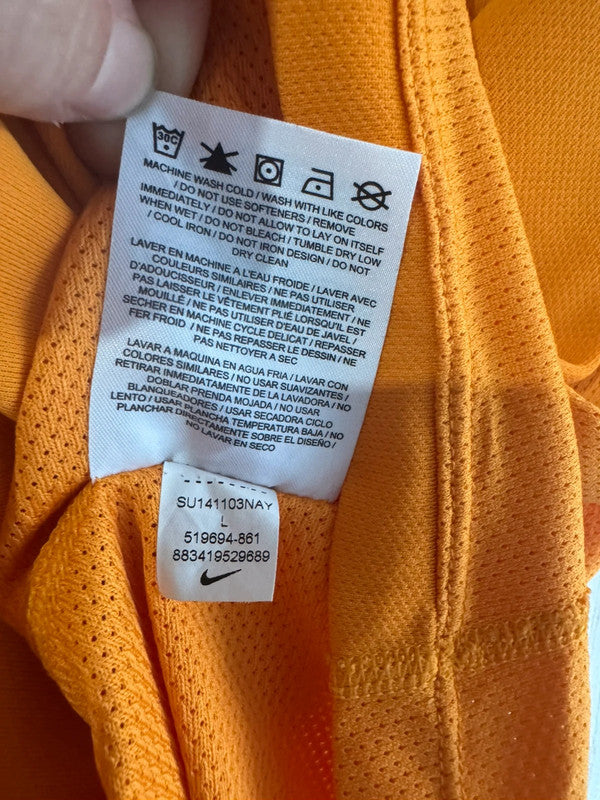 30C
MACHINE WASH COLD / WASH WITH LIKE COLORS
/ DO NOT USE SOFTENERS / REMOVE
IMMEDIATELY / DO NOT ALLOW TO LAY ON ITSELF
WHEN WET / DO NOT BLEACH / TUMBLE DRY LOW
/ COOL IRON / DO NOT IRON DESIGN / DO NOT
DRY CLEAN
LAVER EN MACHINE A L'EAU FROIDE / LAVER AVEC
COULEURS SIMILAIRES / NE PAS UTILISER
D'ADOUCISSEUR / ENLEVER IMMEDIATEMENT / NE
PAS LAISSER LE VÊTEMENT PLIÉ LORSQU'IL EST
MOUILLÉ / NE PAS UTILISER D'EAU DE JAVEL /
SECHER EN MACHINE CYCLE DELICAT / REPASSER
FER FROID / NE PAS REPASSER LE DESSIN / NE
PAS NETTOYER A SEC
LAVAR A MAQUINA EN AGUA FRIA / LAVAR CON
COLORES SIMILARES / NO USAR SUAVIZANTES /
RETIRAR INMEDIATAMENTE DE LA LAVADORA / NO
DOBLAR PRENDA MOJADA / NO USAR
BLANQUEADORES / USAR SECADORA CICLO
LENTO / USAR PLANCHA TEMPERATURA BAJA / NO
PLANCHAR DIRECTAMENTE SOBRE EL DISEÑO /
NO LAVAR EN SECO
SU141103NAY
L
519694-861
883419529689